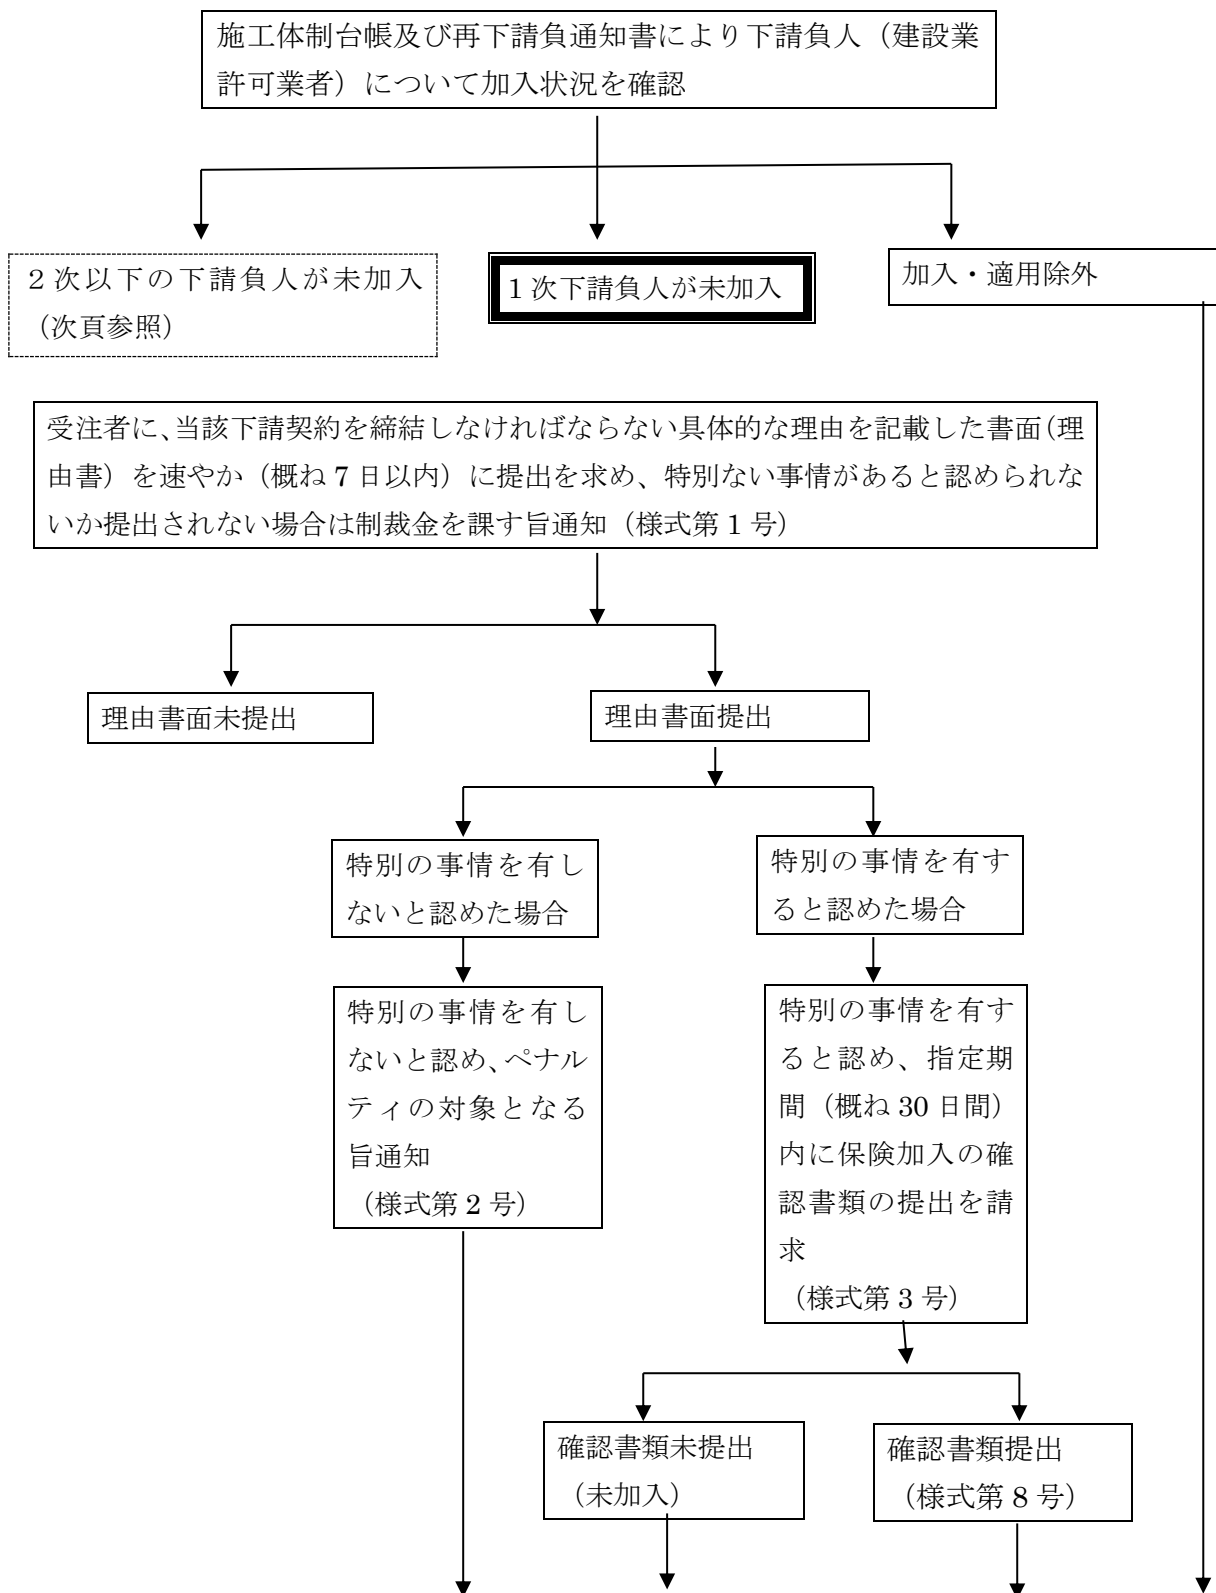 施工体制台帳及び再下請負通知書により下請負人（建設業
許可業者）について加入状況を確認
２次以下の下請負人が未加入
（次頁参照）
１次下請負人が未加入
加入・適用除外
受注者に、当該下請契約を締結しなければならない具体的な理由を記載した書面（理
由書）を速やか（概ね 7 日以内）に提出を求め、特別ない事情があると認められな
いか提出されない場合は制裁金を課す旨通知（様式第 1 号）
理由書面未提出
理由書面提出
特別の事情を有し
ないと認めた場合
特別の事情を有す
ると認めた場合
特別の事情を有し
ないと認め、ペナル
ティの対象となる
旨通知
（様式第 2 号）
特別の事情を有す
ると認め、指定期
間（概ね 30 日間）
内に保険加入の確
認書類の提出を請
求
（様式第 3 号）
確認書類未提出
（未加入）
確認書類提出
（様式第 8 号）